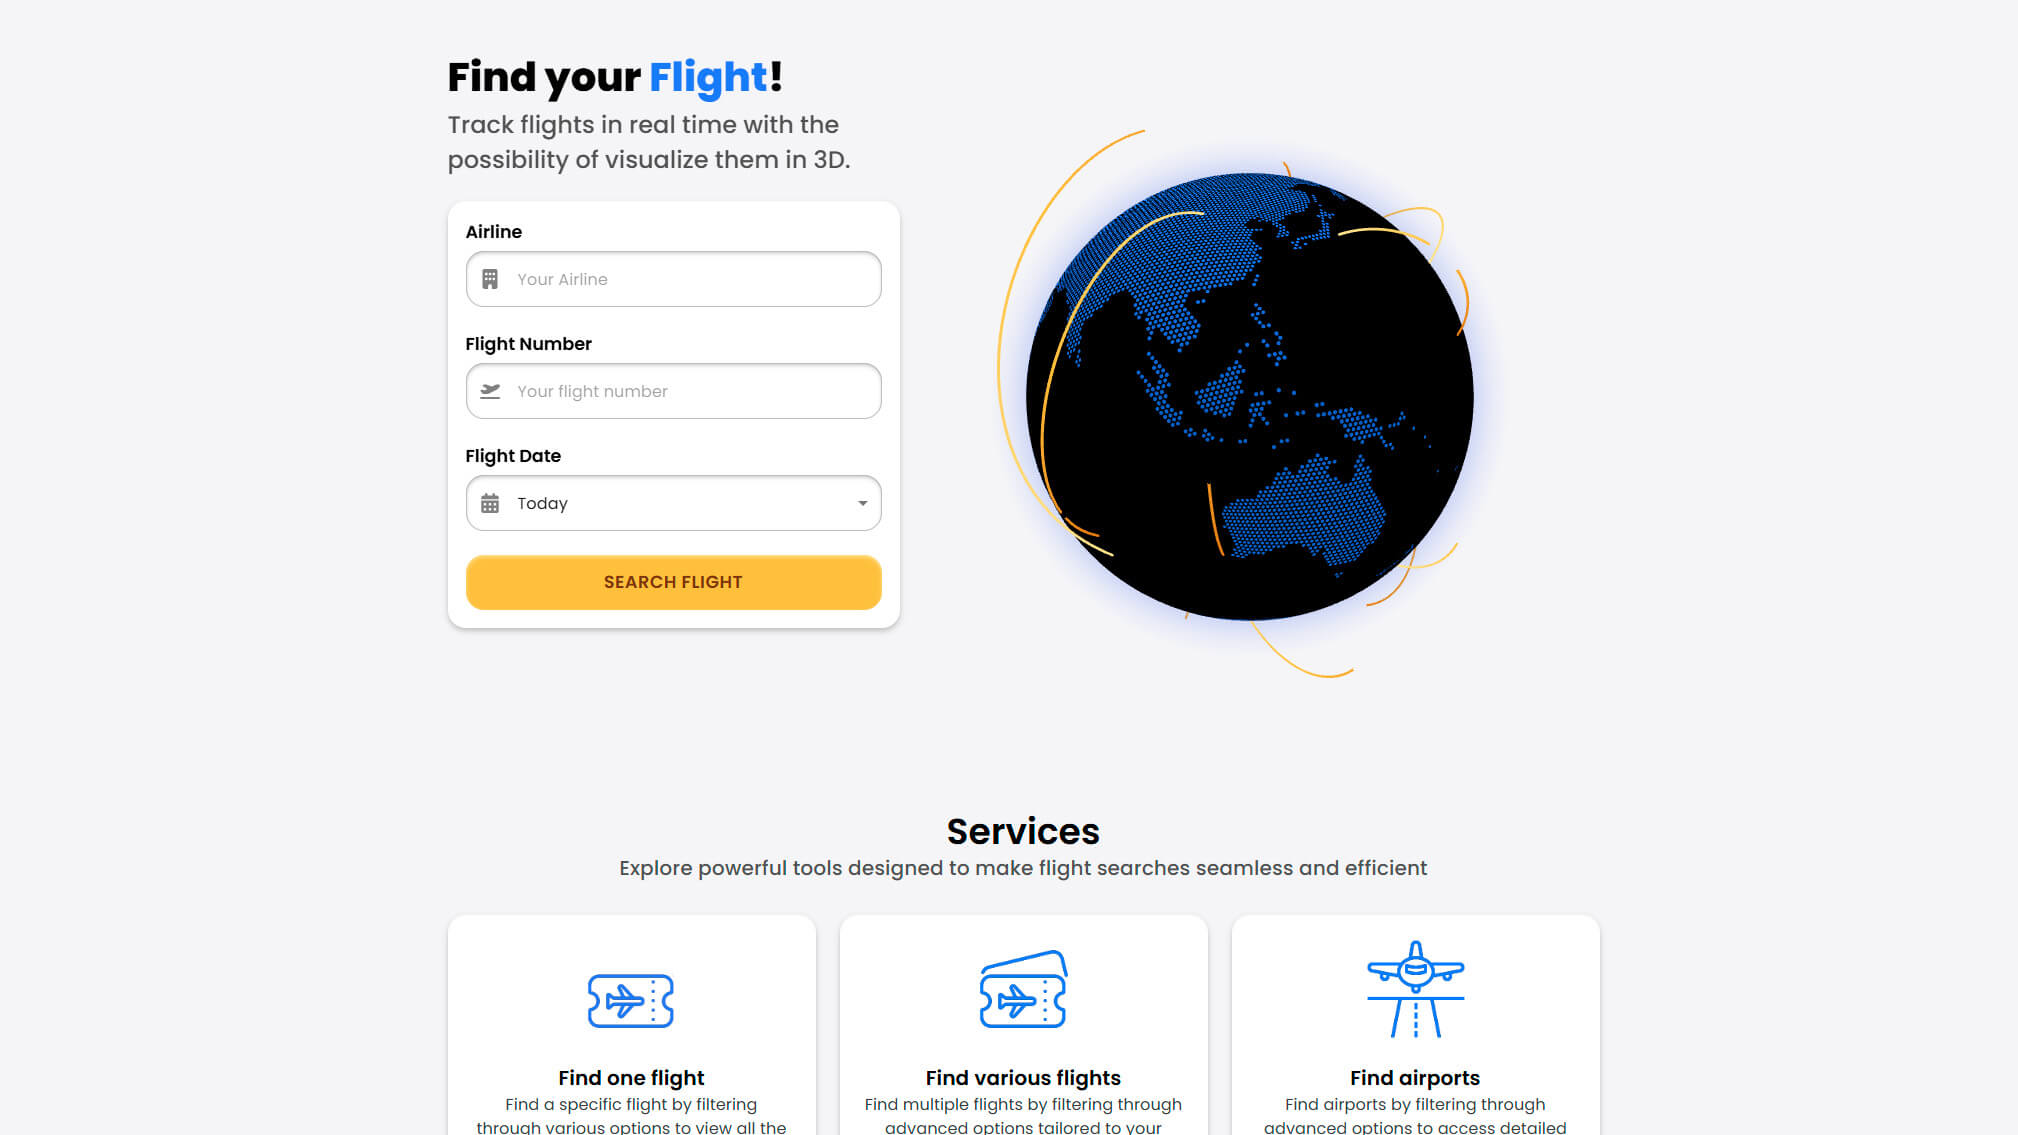 Find your Flight!
Track flights in real time with the
possibility of visualize them in 3D.
Airline
Your Airline
Flight Number
Your flight number
Flight Date
Today
SEARCH FLIGHT
Services
Explore powerful tools designed to make flight searches seamless and efficient
Find one flight
Find a specific flight by filtering
through various options to view all the
Find various flights
Find multiple flights by filtering through
advanced options tailored to your
Find airports
Find airports by filtering through
advanced options to access detailed